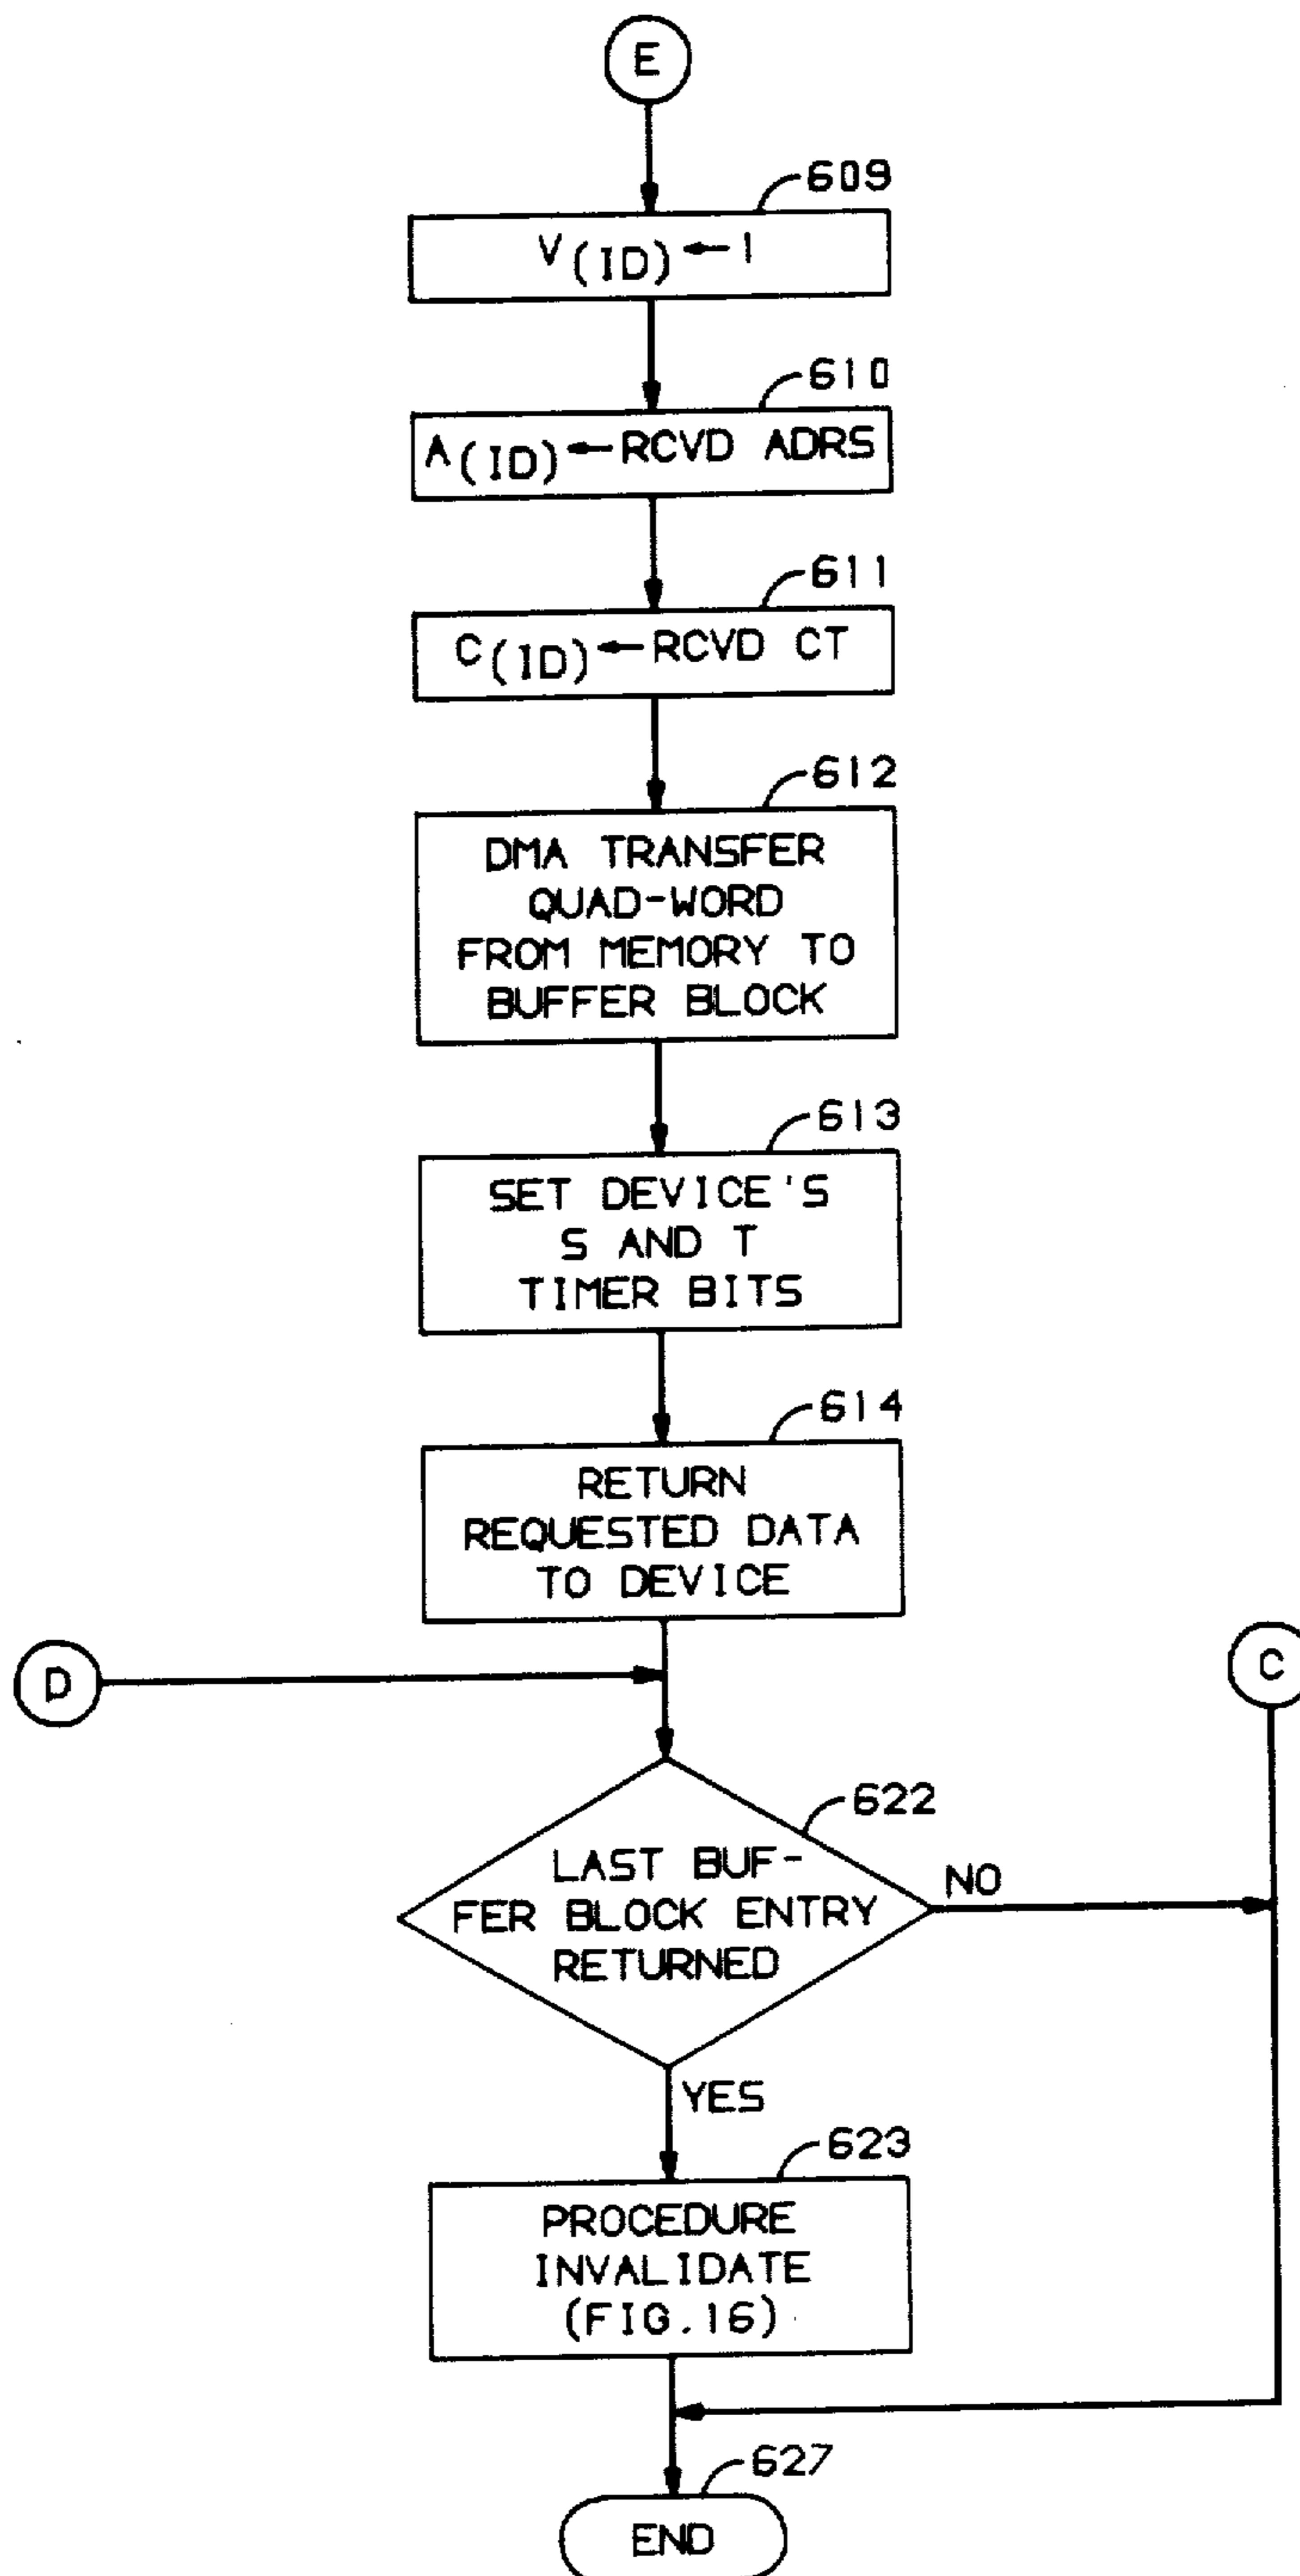 E
609
V(ID)←1
610
A(ID)←RCVD ADRS
611
C(ID)←RCVD CT
612
DMA TRANSFER
QUAD-WORD
FROM MEMORY TO
BUFFER BLOCK
613
SET DEVICE'S
S AND T
TIMER BITS
614
RETURN
REQUESTED DATA
TO DEVICE
D
C
622
LAST BUF-
FER BLOCK ENTRY
RETURNED
NO
YES
623
PROCEDURE
INVALIDATE
(FIG.16)
627
END